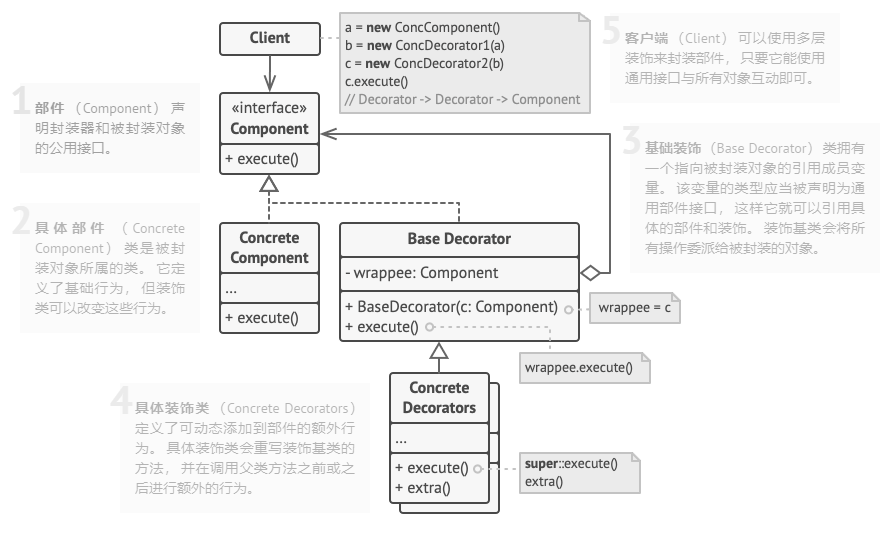 Client
a = new ConcComponent()
b = new ConcDecorator1(a)
c = new ConcDecorator2(b)
c.execute()
// Decorator -> Decorator -> Component
5
客户端 （Client） 可以使用多层
装饰来封装部件， 只要它能使用
通用接口与所有对象互动即可。
1
部件 （Component） 声
明封装器和被封装对象
的公用接口。
«interface»
Component
+ execute()
3
基础装饰 （Base Decorator） 类拥有
一个指向被封装对象的引用成员变
量。 该变量的类型应当被声明为通
用部件接口， 这样它就可以引用具
体的部件和装饰。 装饰基类会将所
有操作委派给被封装的对象。
2
具体部件 （Concrete
Component） 类是被封
装对象所属的类。 它定
义了基础行为， 但装饰
类可以改变这些行为。
Concrete
Component
...
+ execute()
Base Decorator
- wrappee: Component
+ BaseDecorator(c: Component)
+ execute()
wrappee = c
wrappee.execute()
4
具体装饰类 （Concrete Decorators）
定义了可动态添加到部件的额外行
为。 具体装饰类会重写装饰基类的
方法， 并在调用父类方法之前或之
后进行额外的行为。
Concrete
Decorators
...
+ execute()
+ extra()
super::execute()
extra()